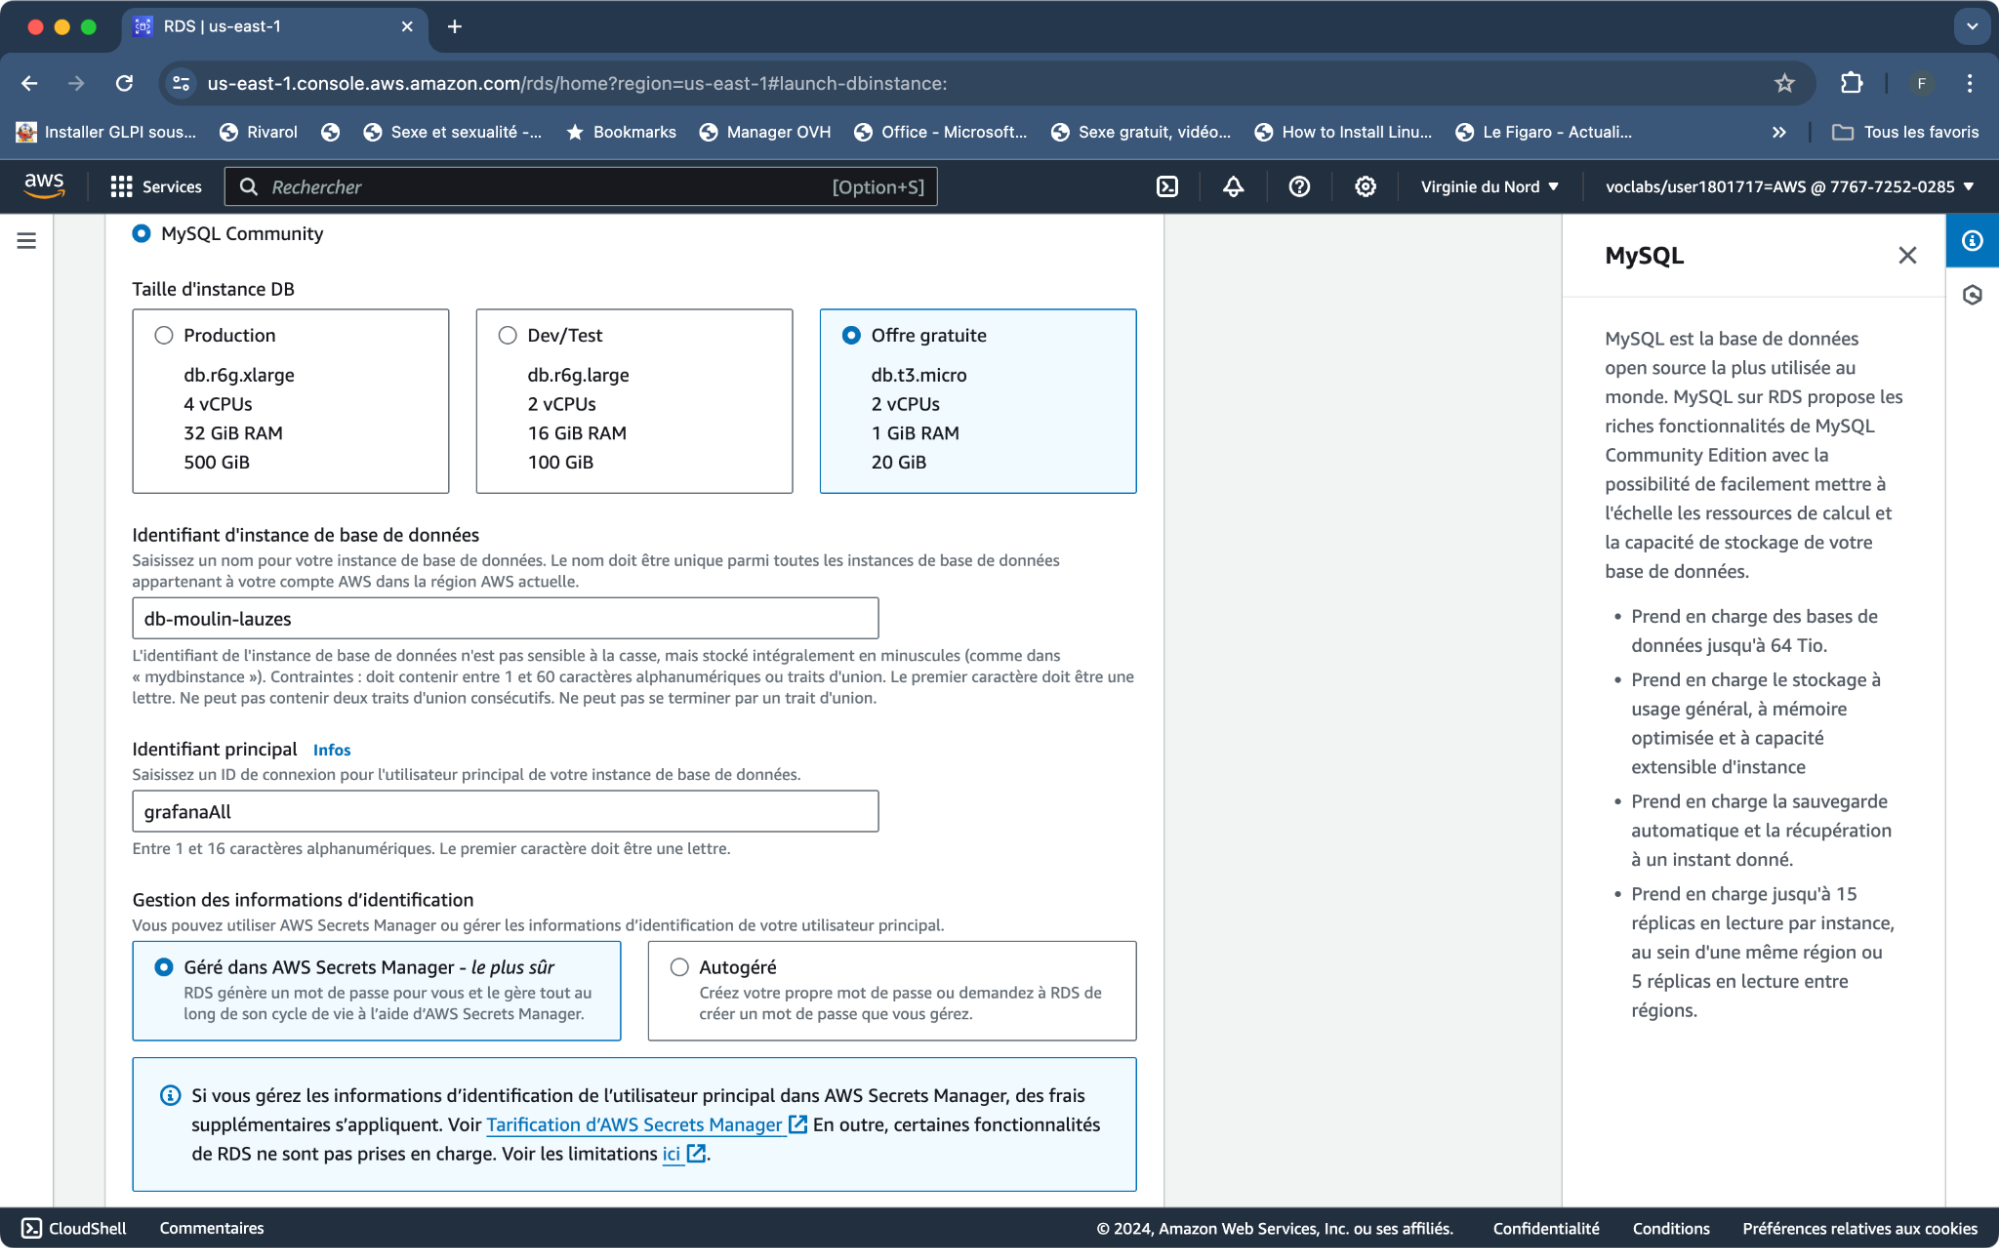 RDS | us-east-1
us-east-1.console.aws.amazon.com/rds/home?region=us-east-1#launch-dbinstance:
F
Installer GLPI sous... Rivarol Sexe et sexualité -... Bookmarks Manager OVH Office - Microsoft... Sexe gratuit, vidéo... How to Install Linu... Le Figaro - Actuali... » Tous les favoris
aws Services Rechercher [Option+S] Virginie du Nord voclabs/user1801717=AWS @ 7767-7252-0285
MySQL Community
Taille d'instance DB
Production
db.r6g.xlarge
4 vCPUs
32 GiB RAM
500 GiB
Dev/Test
db.r6g.large
2 vCPUs
16 GiB RAM
100 GiB
Offre gratuite
db.t3.micro
2 vCPUs
1 GiB RAM
20 GiB
Identifiant d'instance de base de données
Saisissez un nom pour votre instance de base de données. Le nom doit être unique parmi toutes les instances de base de données
appartenant à votre compte AWS dans la région AWS actuelle.
db-moulin-lauzes
L'identifiant de l'instance de base de données n'est pas sensible à la casse, mais stocké intégralement en minuscules (comme dans
« mydbinstance »). Contraintes : doit contenir entre 1 et 60 caractères alphanumériques ou traits d'union. Le premier caractère doit être une
lettre. Ne peut pas contenir deux traits d'union consécutifs. Ne peut pas se terminer par un trait d'union.
Identifiant principal Infos
Saisissez un ID de connexion pour l'utilisateur principal de votre instance de base de données.
grafanaAll
Entre 1 et 16 caractères alphanumériques. Le premier caractère doit être une lettre.
Gestion des informations d’identification
Vous pouvez utiliser AWS Secrets Manager ou gérer les informations d’identification de votre utilisateur principal.
Géré dans AWS Secrets Manager - le plus sûr
RDS génère un mot de passe pour vous et le gère tout au
long de son cycle de vie à l’aide d’AWS Secrets Manager.
Autogéré
Créez votre propre mot de passe ou demandez à RDS de
créer un mot de passe que vous gérez.
Si vous gérez les informations d’identification de l’utilisateur principal dans AWS Secrets Manager, des frais
supplémentaires s’appliquent. Voir Tarification d’AWS Secrets Manager En outre, certaines fonctionnalités
de RDS ne sont pas prises en charge. Voir les limitations ici.
MySQL
MySQL est la base de données
open source la plus utilisée au
monde. MySQL sur RDS propose les
riches fonctionnalités de MySQL
Community Edition avec la
possibilité de facilement mettre à
l'échelle les ressources de calcul et
la capacité de stockage de votre
base de données.
• Prend en charge des bases de
données jusqu'à 64 Tio.
• Prend en charge le stockage à
usage général, à mémoire
optimisée et à capacité
extensible d'instance
• Prend en charge la sauvegarde
automatique et la récupération
à un instant donné.
• Prend en charge jusqu'à 15
réplicas en lecture par instance,
au sein d'une même région ou
5 réplicas en lecture entre
régions.
CloudShell Commentaires © 2024, Amazon Web Services, Inc. ou ses affiliés. Confidentialité Conditions Préférences relatives aux cookies